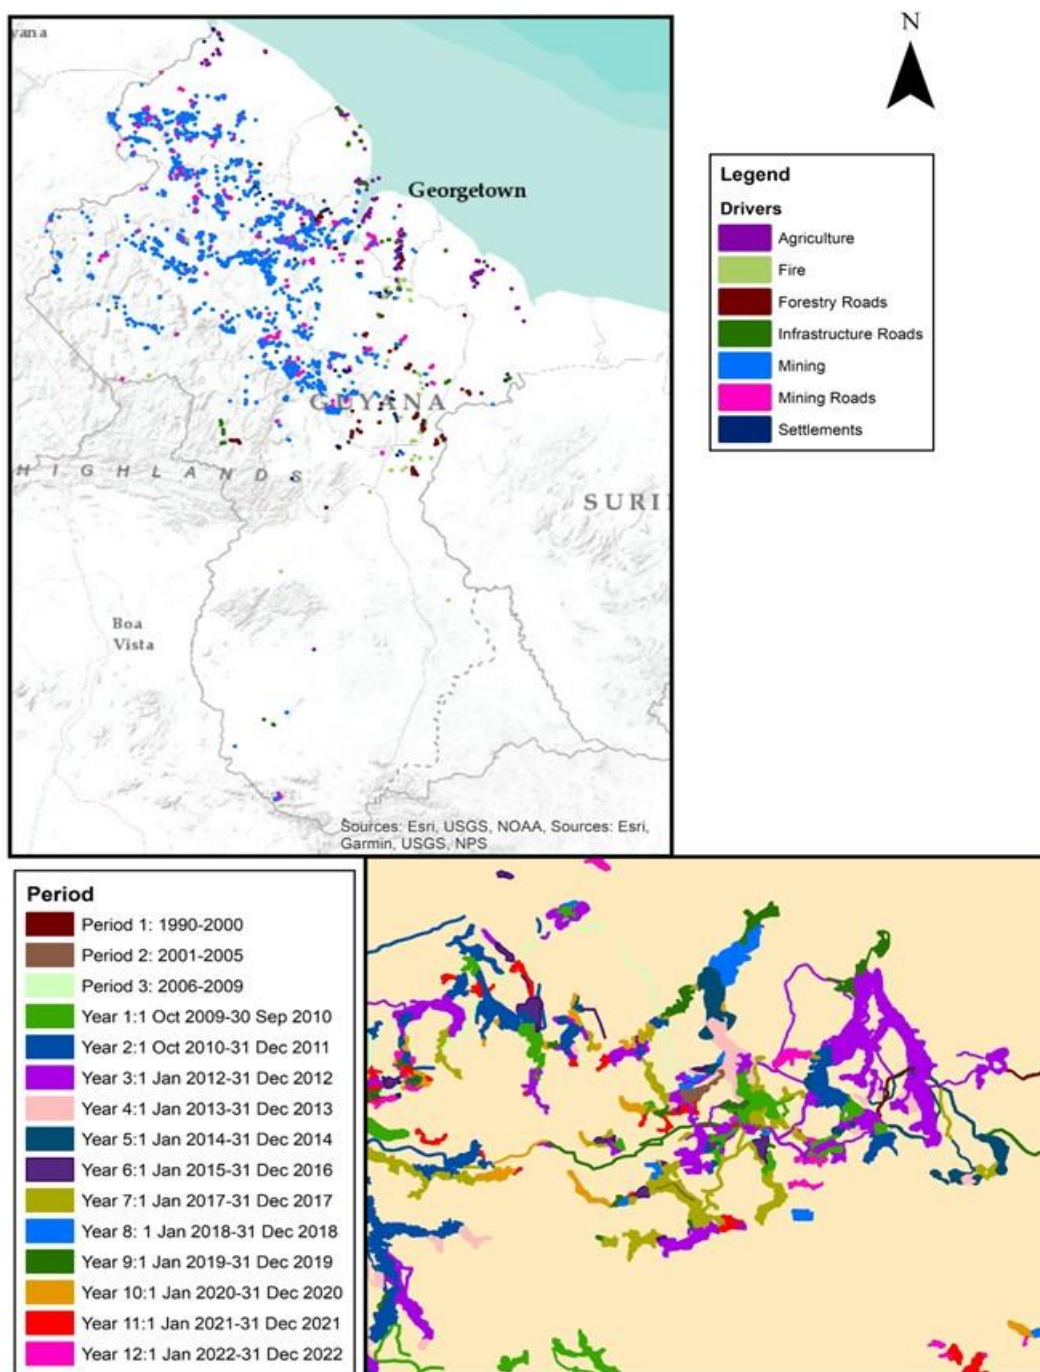 yana
N
Georgetown
GUYANA
HIGHLANDS
SURI
Boa
Vista
Sources: Esri, USGS, NOAA, Sources: Esri,
Garmin, USGS, NPS
Legend
Drivers
Agriculture
Fire
Forestry Roads
Infrastructure Roads
Mining
Mining Roads
Settlements
Period
Period 1: 1990-2000
Period 2: 2001-2005
Period 3: 2006-2009
Year 1:1 Oct 2009-30 Sep 2010
Year 2:1 Oct 2010-31 Dec 2011
Year 3:1 Jan 2012-31 Dec 2012
Year 4:1 Jan 2013-31 Dec 2013
Year 5:1 Jan 2014-31 Dec 2014
Year 6:1 Jan 2015-31 Dec 2016
Year 7:1 Jan 2017-31 Dec 2017
Year 8: 1 Jan 2018-31 Dec 2018
Year 9:1 Jan 2019-31 Dec 2019
Year 10:1 Jan 2020-31 Dec 2020
Year 11:1 Jan 2021-31 Dec 2021
Year 12:1 Jan 2022-31 Dec 2022